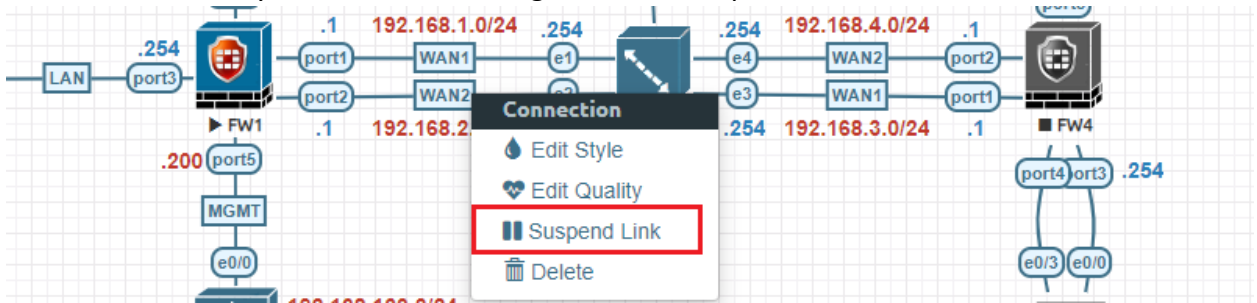 .1 192.168.1.0/24 .254 .254 192.168.4.0/24 .1
.254
LAN port3 port1 WAN1 e1 e4 WAN2 port2
port2 WAN2 e3 WAN1 port1
FW1 .1 192.168.2 .254 192.168.3.0/24 .1 FW4
Connection
Edit Style
Edit Quality
Suspend Link
Delete
.200 port5
MGMT
e0/0
port4 ort3 .254
e0/3 e0/0